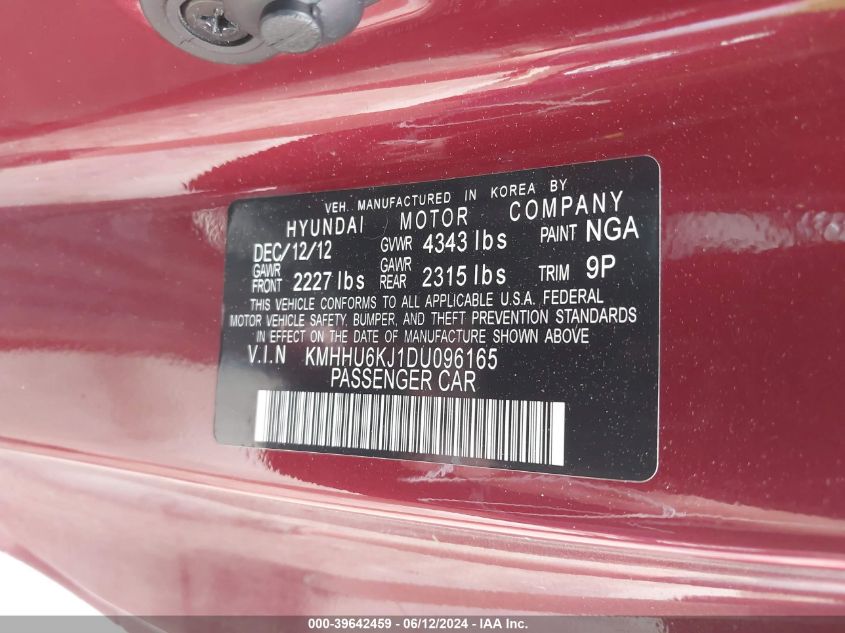 VEH. MANUFACTURED IN KOREA BY
HYUNDAI MOTOR COMPANY
DEC/12/12 GVWR 4343 lbs PAINT NGA
GAWR FRONT 2227 lbs GAWR REAR 2315 lbs TRIM 9P
THIS VEHICLE CONFORMS TO ALL APPLICABLE U.S.A. FEDERAL
MOTOR VEHICLE SAFETY, BUMPER, AND THEFT PREVENTION STANDARDS
IN EFFECT ON THE DATE OF MANUFACTURE SHOWN ABOVE
V.I.N KMHHU6KJ1DU096165
PASSENGER CAR
000-39642459 - 06/12/2024 - IAA Inc.